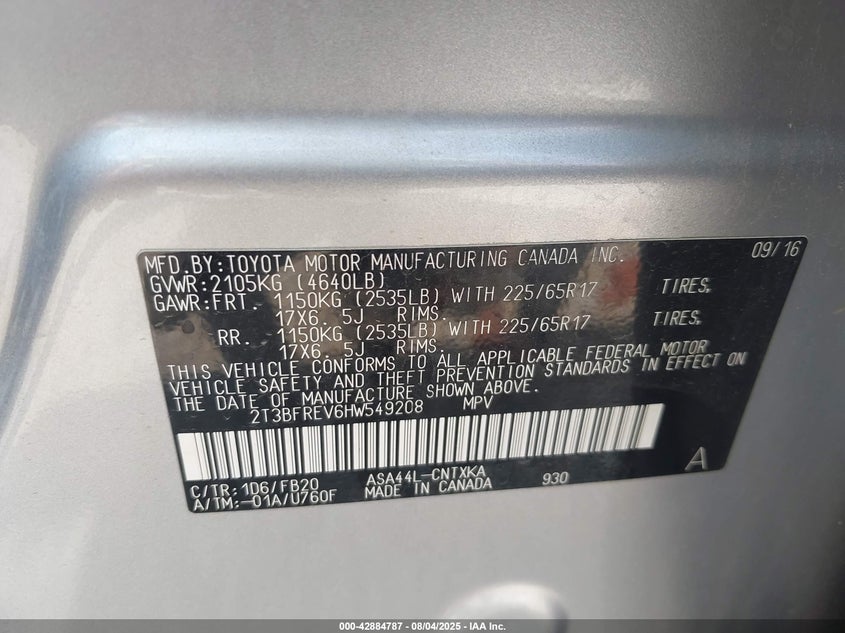 MFD.BY:TOYOTA MOTOR MANUFACTURING CANADA INC. 09/16
GVWR:2105KG (4640LB)
GAWR:FRT. 1150KG (2535LB) WITH 225/65R17 TIRES,
17X6. 5J RIMS.
RR. 1150KG (2535LB) WITH 225/65R17 TIRES,
17X6. 5J RIMS.
THIS VEHICLE CONFORMS TO ALL APPLICABLE FEDERAL MOTOR
VEHICLE SAFETY AND THEFT PREVENTION STANDARDS IN EFFECT ON
THE DATE OF MANUFACTURE SHOWN ABOVE.
2T3BFREV6HW549208 MPV
C/TR:1D6/FB20 ASA44L-CNTXKA 930 A
A/TM:-01A/U760F MADE IN CANADA
000-42884787 - 08/04/2025 - IAA Inc.